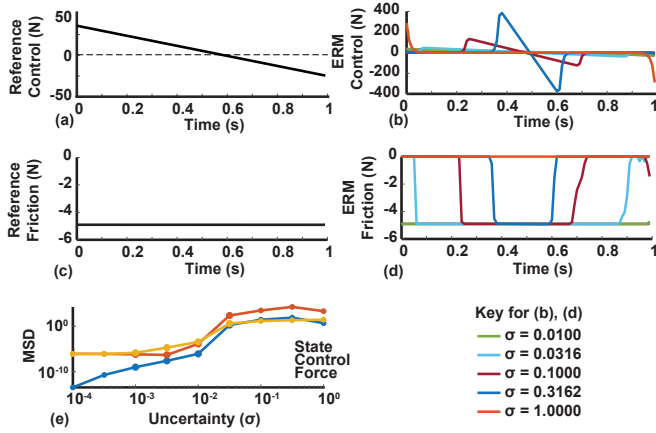 Reference
Control (N)
50
0
-50
0
0.2
0.4
0.6
0.8
1
(a)
Time (s)
ERM
Control (N)
400
200
0
-200
-400
0
0.2
0.4
0.6
0.8
1
(b)
Time (s)
Reference
Friction (N)
0
-2
-4
-6
0
0.2
0.4
0.6
0.8
1
(c)
Time (s)
ERM
Friction (N)
0
-2
-4
-6
0
0.2
0.4
0.6
0.8
1
(d)
Time (s)
MSD
10⁰
10⁻¹⁰
10⁻⁴
10⁻³
10⁻²
10⁻¹
10⁰
State
Control
Force
(e)
Uncertainty (σ)
Key for (b), (d)
σ = 0.0100
σ = 0.0316
σ = 0.1000
σ = 0.3162
σ = 1.0000